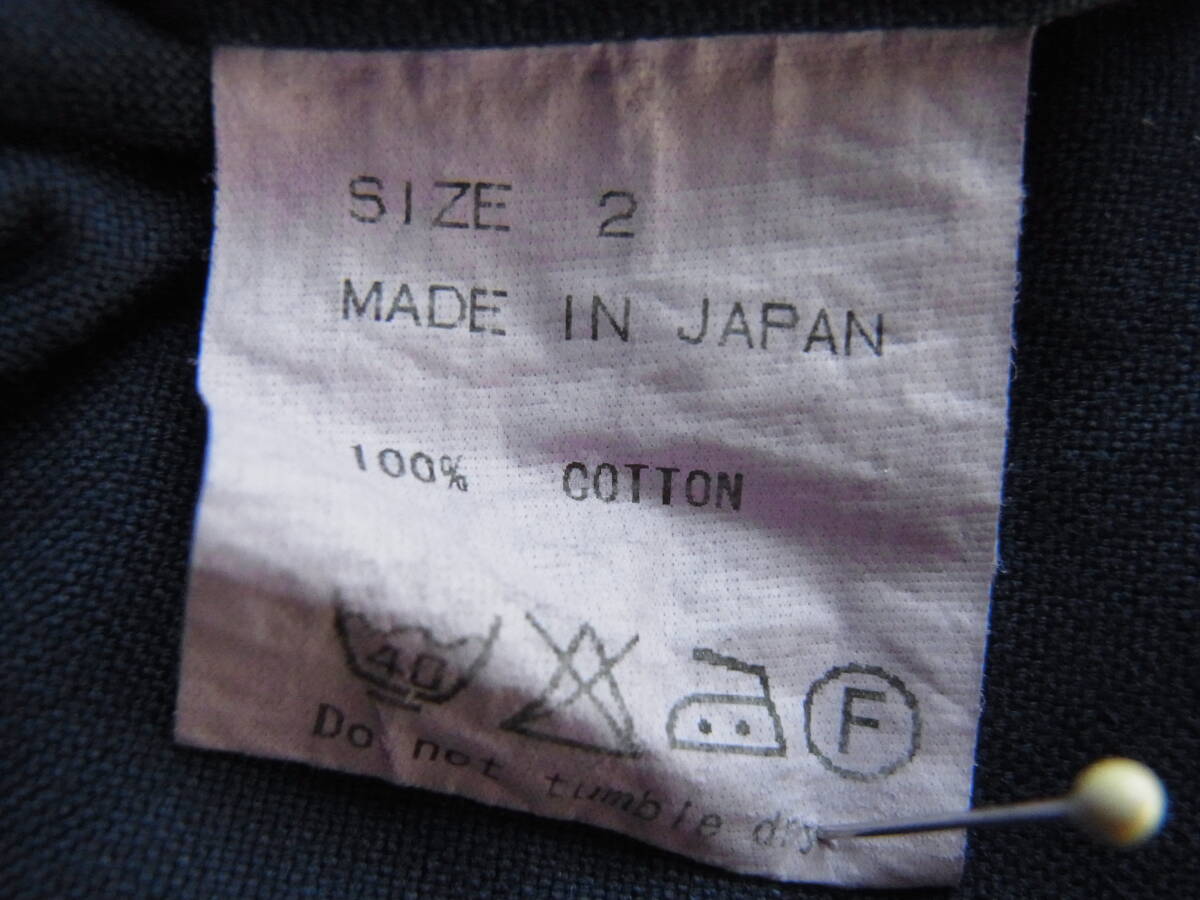 SIZE 2
MADE IN JAPAN
100% COTTON
40 F
Do not tumble dry